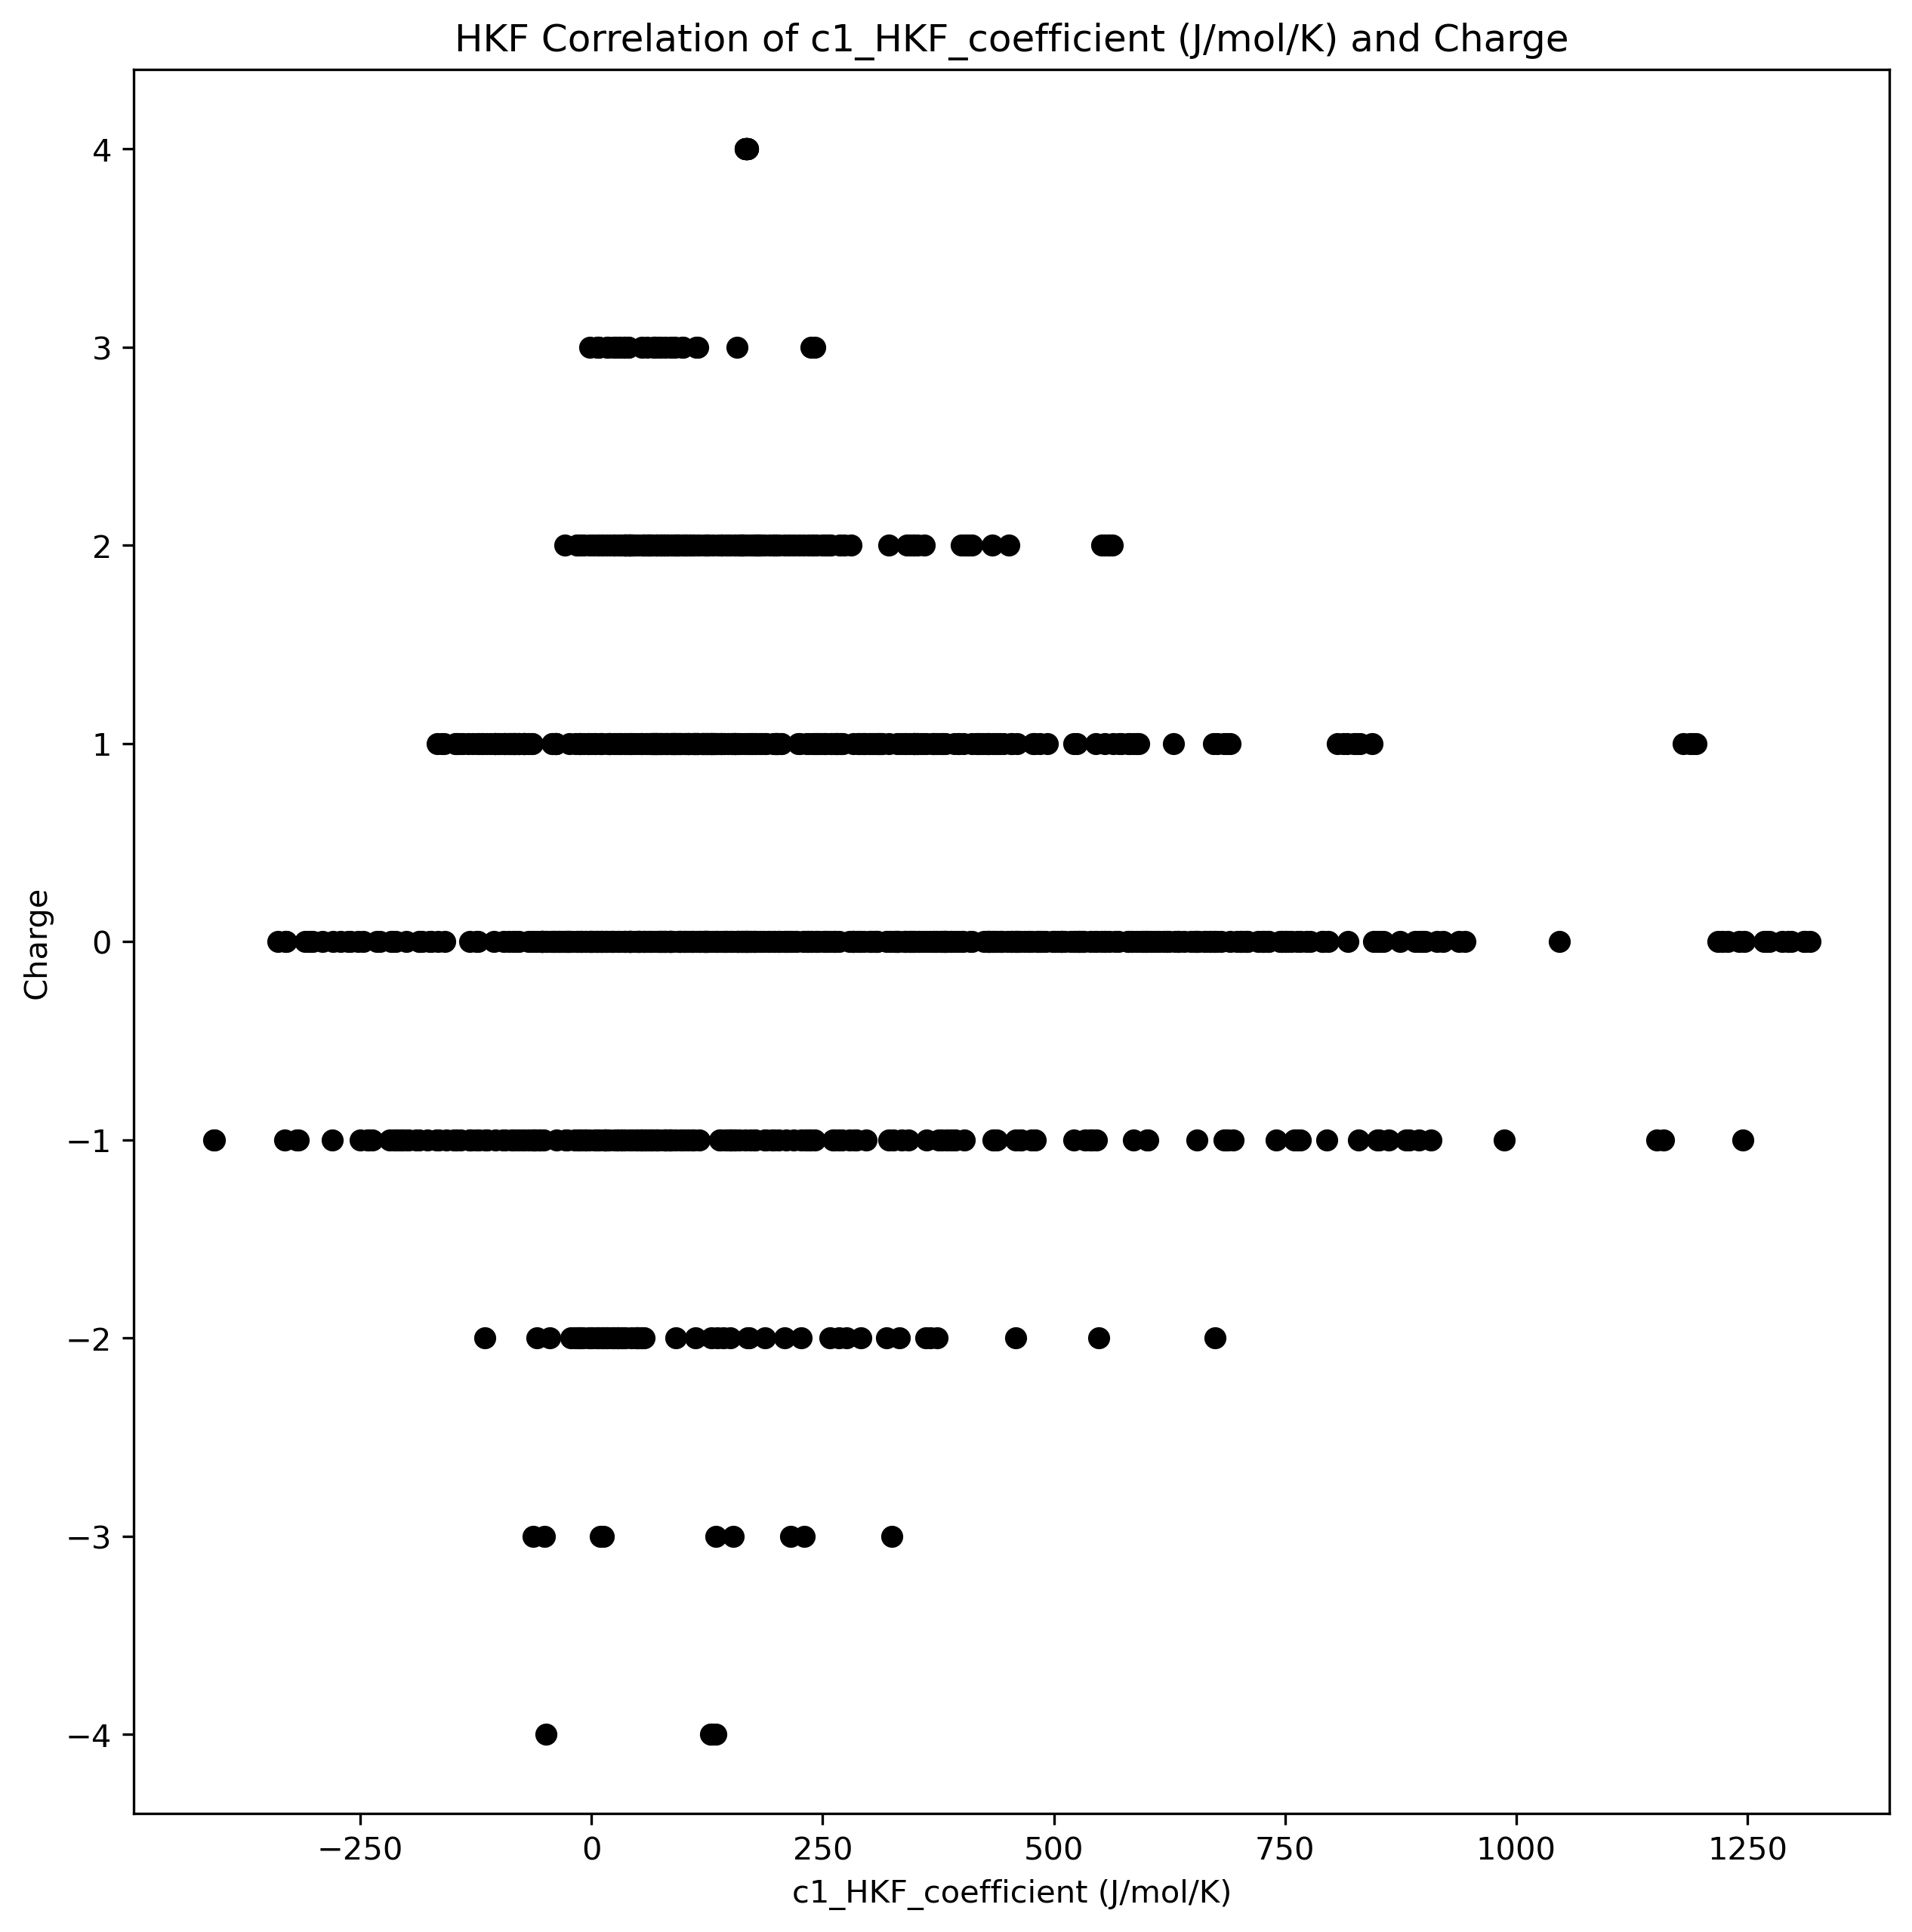 HKF Correlation of c1_HKF_coefficient (J/mol/K) and Charge
4
3
2
1
0
−1
−2
−3
−4
Charge
−250 0 250 500 750 1000 1250
c1_HKF_coefficient (J/mol/K)